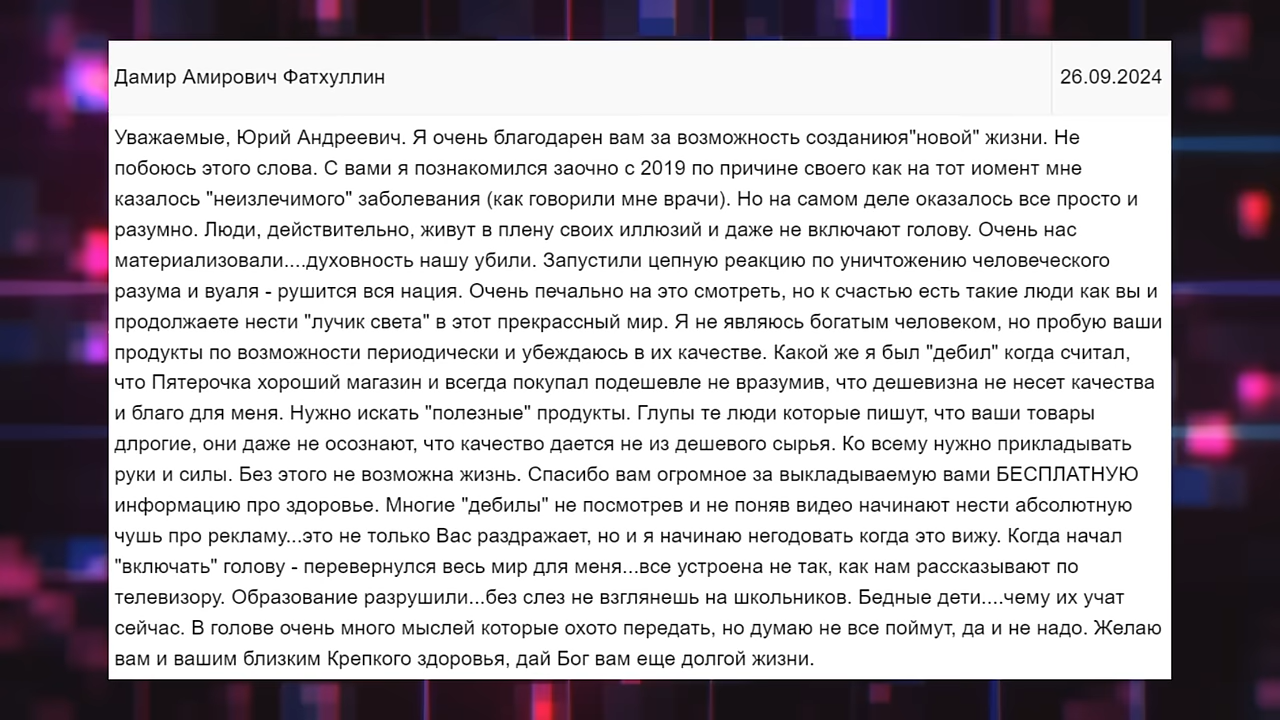 Дамир Амирович Фатхуллин
26.09.2024
Уважаемые, Юрий Андреевич. Я очень благодарен вам за возможность созданиюя"новой" жизни. Не
побоюсь этого слова. С вами я познакомился заочно с 2019 по причине своего как на тот иомент мне
казалось "неизлечимого" заболевания (как говорили мне врачи). Но на самом деле оказалось все просто и
разумно. Люди, действительно, живут в плену своих иллюзий и даже не включают голову. Очень нас
материализовали....духовность нашу убили. Запустили цепную реакцию по уничтожению человеческого
разума и вуаля - рушится вся нация. Очень печально на это смотреть, но к счастью есть такие люди как вы и
продолжаете нести "лучик света" в этот прекрассный мир. Я не являюсь богатым человеком, но пробую ваши
продукты по возможности периодически и убеждаюсь в их качестве. Какой же я был "дебил" когда считал,
что Пятерочка хороший магазин и всегда покупал подешевле не вразумив, что дешевизна не несет качества
и благо для меня. Нужно искать "полезные" продукты. Глупы те люди которые пишут, что ваши товары
длрогие, они даже не осознают, что качество дается не из дешевого сырья. Ко всему нужно прикладывать
руки и силы. Без этого не возможна жизнь. Спасибо вам огромное за выкладываемую вами БЕСПЛАТНУЮ
информацию про здоровье. Многие "дебилы" не посмотрев и не поняв видео начинают нести абсолютную
чушь про рекламу...это не только Вас раздражает, но и я начинаю негодовать когда это вижу. Когда начал
"включать" голову - перевернулся весь мир для меня...все устроена не так, как нам рассказывают по
телевизору. Образование разрушили...без слез не взглянешь на школьников. Бедные дети....чему их учат
сейчас. В голове очень много мыслей которые охото передать, но думаю не все поймут, да и не надо. Желаю
вам и вашим близким Крепкого здоровья, дай Бог вам еще долгой жизни.